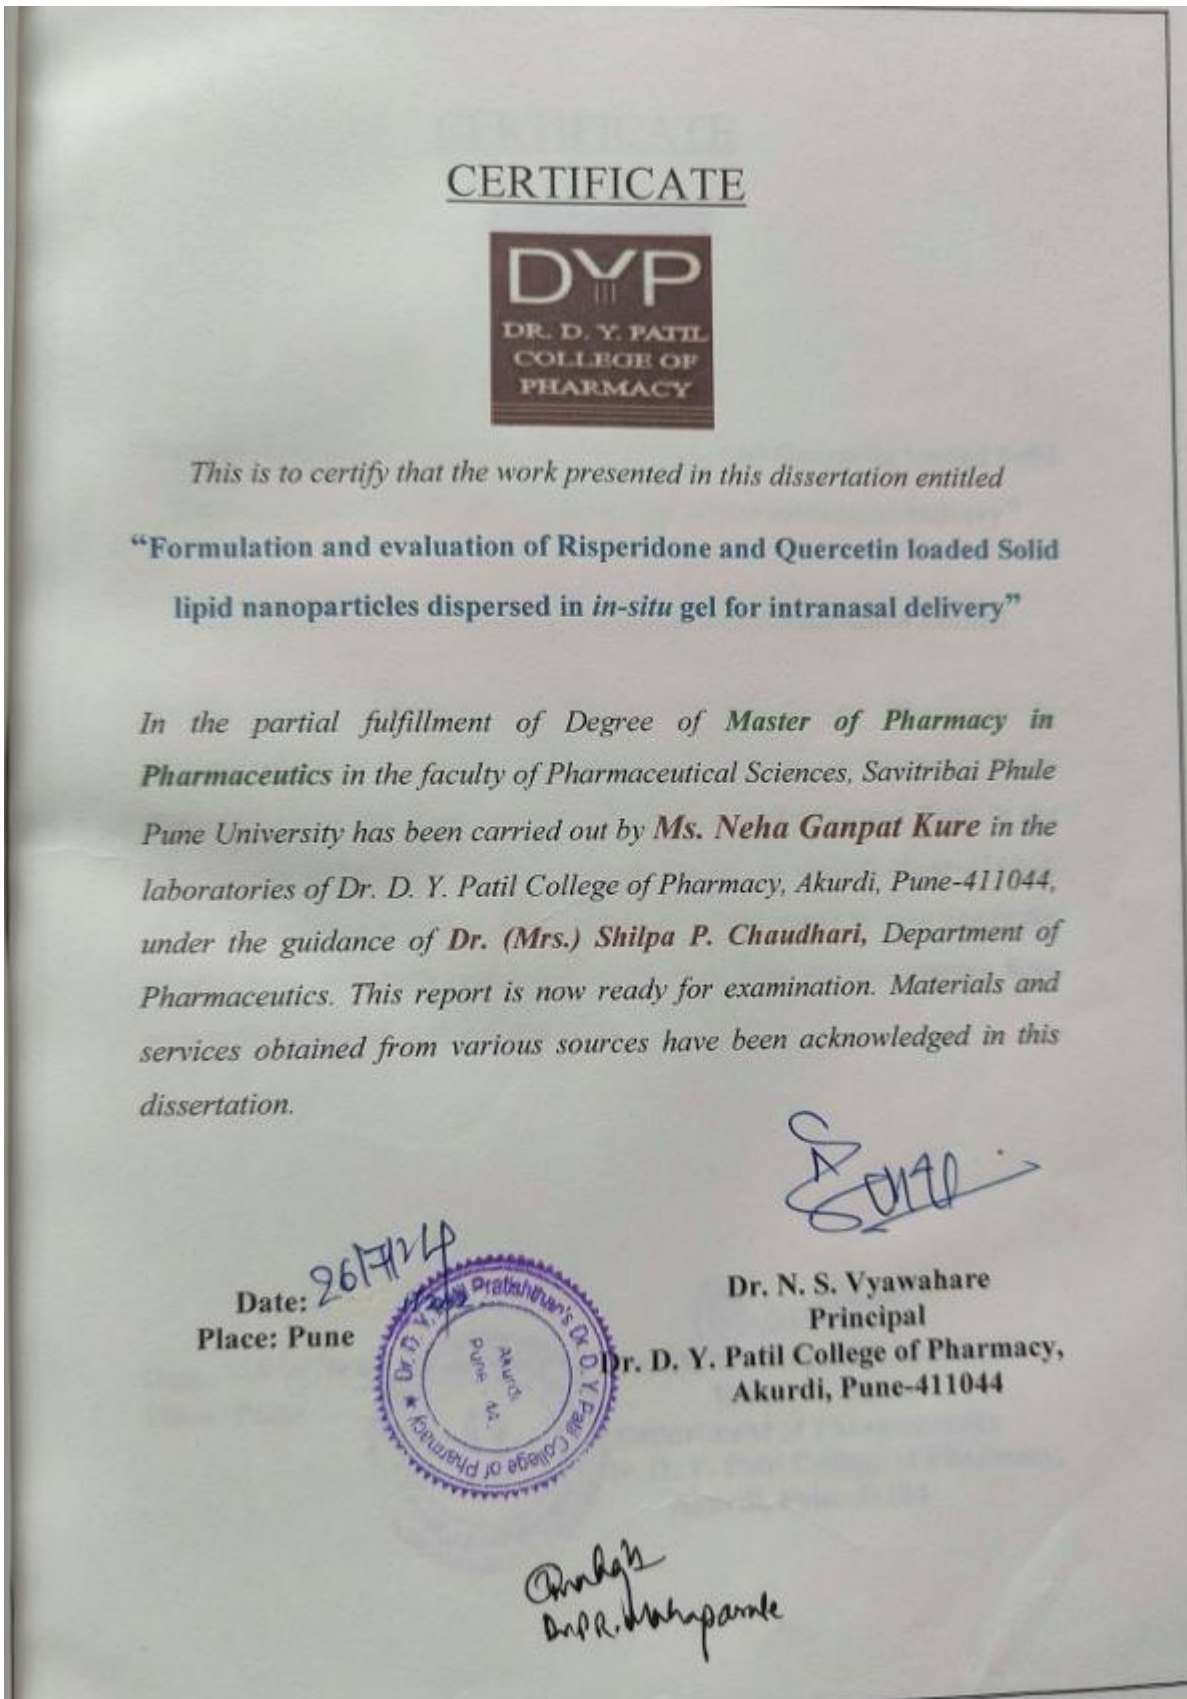 CERTIFICATE
DYP
DR. D. Y. PATIL
COLLEGE OF
PHARMACY
This is to certify that the work presented in this dissertation entitled
“Formulation and evaluation of Risperidone and Quercetin loaded Solid
lipid nanoparticles dispersed in in-situ gel for intranasal delivery”
In the partial fulfillment of Degree of Master of Pharmacy in
Pharmaceutics in the faculty of Pharmaceutical Sciences, Savitribai Phule
Pune University has been carried out by Ms. Neha Ganpat Kure in the
laboratories of Dr. D. Y. Patil College of Pharmacy, Akurdi, Pune-411044,
under the guidance of Dr. (Mrs.) Shilpa P. Chaudhari, Department of
Pharmaceutics. This report is now ready for examination. Materials and
services obtained from various sources have been acknowledged in this
dissertation.
Date: 26/7/24
Place: Pune
Dr. D. Y. Patil Pratishthan's Dr. D. Y. Patil College of Pharmacy ★
Akurdi
Pune
Dr. N. S. Vyawahare
Principal
Dr. D. Y. Patil College of Pharmacy,
Akurdi, Pune-411044
Dr. P.R. Mahaparale